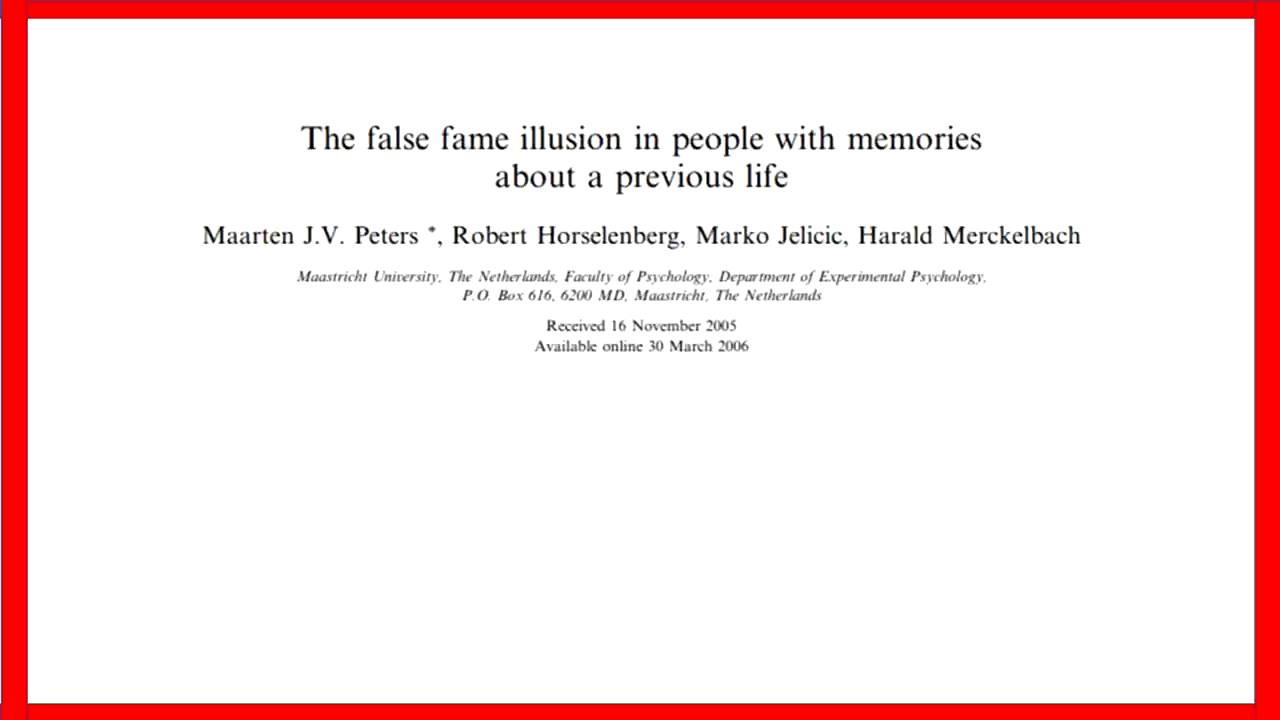 The false fame illusion in people with memories
about a previous life
Maarten J.V. Peters *, Robert Horselenberg, Marko Jelicic, Harald Merckelbach
Maastricht University, The Netherlands, Faculty of Psychology, Department of Experimental Psychology,
P.O. Box 616, 6200 MD, Maastricht, The Netherlands
Received 16 November 2005
Available online 30 March 2006